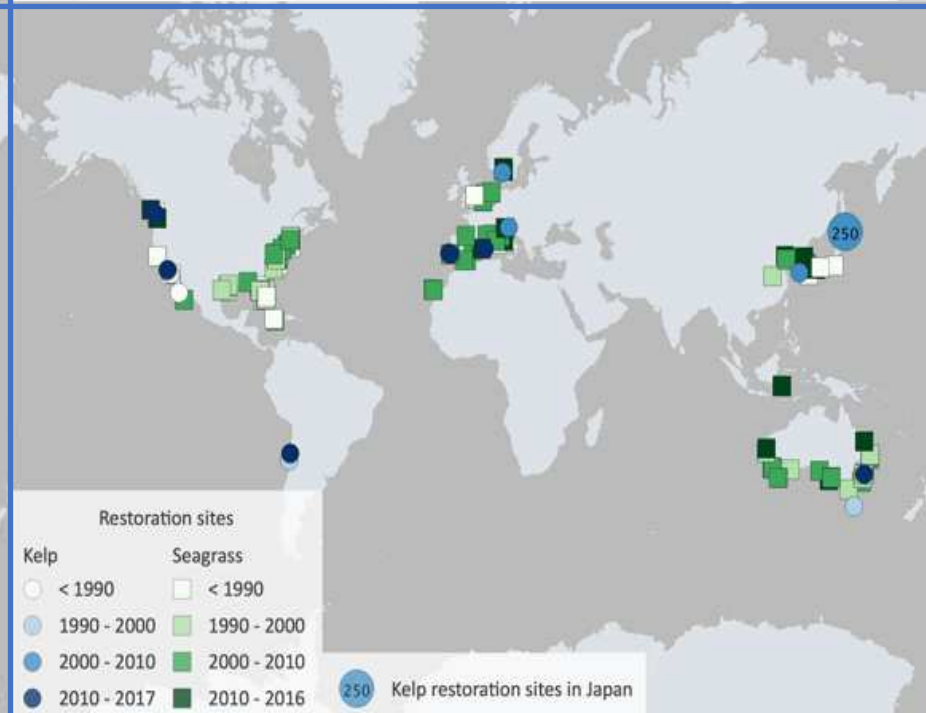 250
Restoration sites
Kelp Seagrass
< 1990 < 1990
1990 - 2000 1990 - 2000
2000 - 2010 2000 - 2010
2010 - 2017 2010 - 2016
250 Kelp restoration sites in Japan